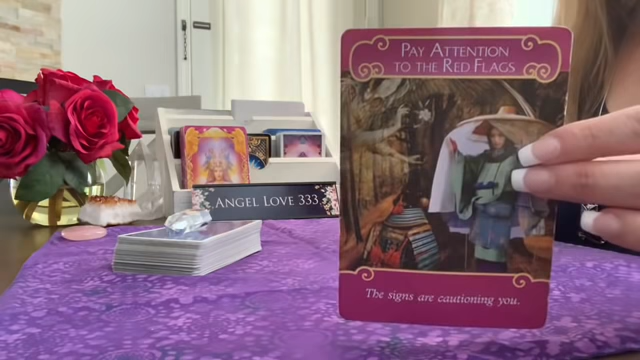 PAY ATTENTION
TO THE RED FLAGS
ANGEL LOVE 333
The signs are cautioning you.